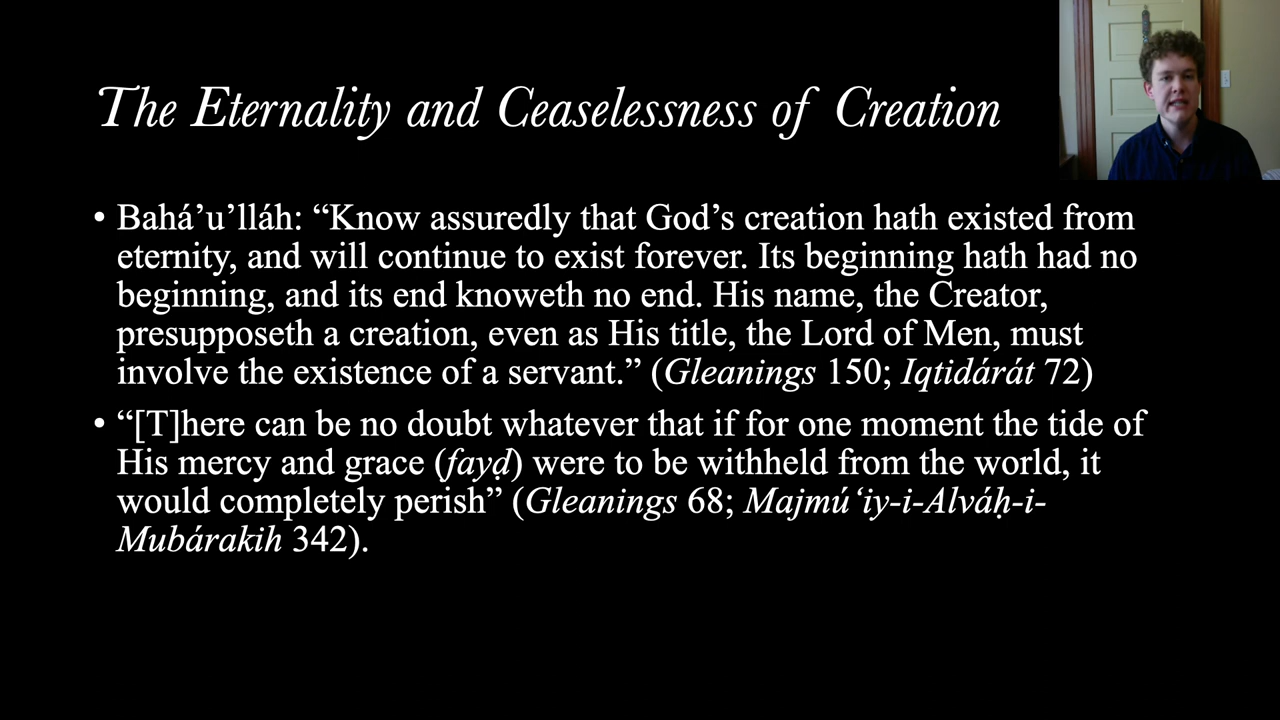 The Eternality and Ceaselessness of Creation
• Bahá’u’lláh: “Know assuredly that God’s creation hath existed from
eternity, and will continue to exist forever. Its beginning hath had no
beginning, and its end knoweth no end. His name, the Creator,
presupposeth a creation, even as His title, the Lord of Men, must
involve the existence of a servant.” (Gleanings 150; Iqtidárát 72)
• “[T]here can be no doubt whatever that if for one moment the tide of
His mercy and grace (fayḍ) were to be withheld from the world, it
would completely perish” (Gleanings 68; Majmú‘iy-i-Alváḥ-i-
Mubárakih 342).